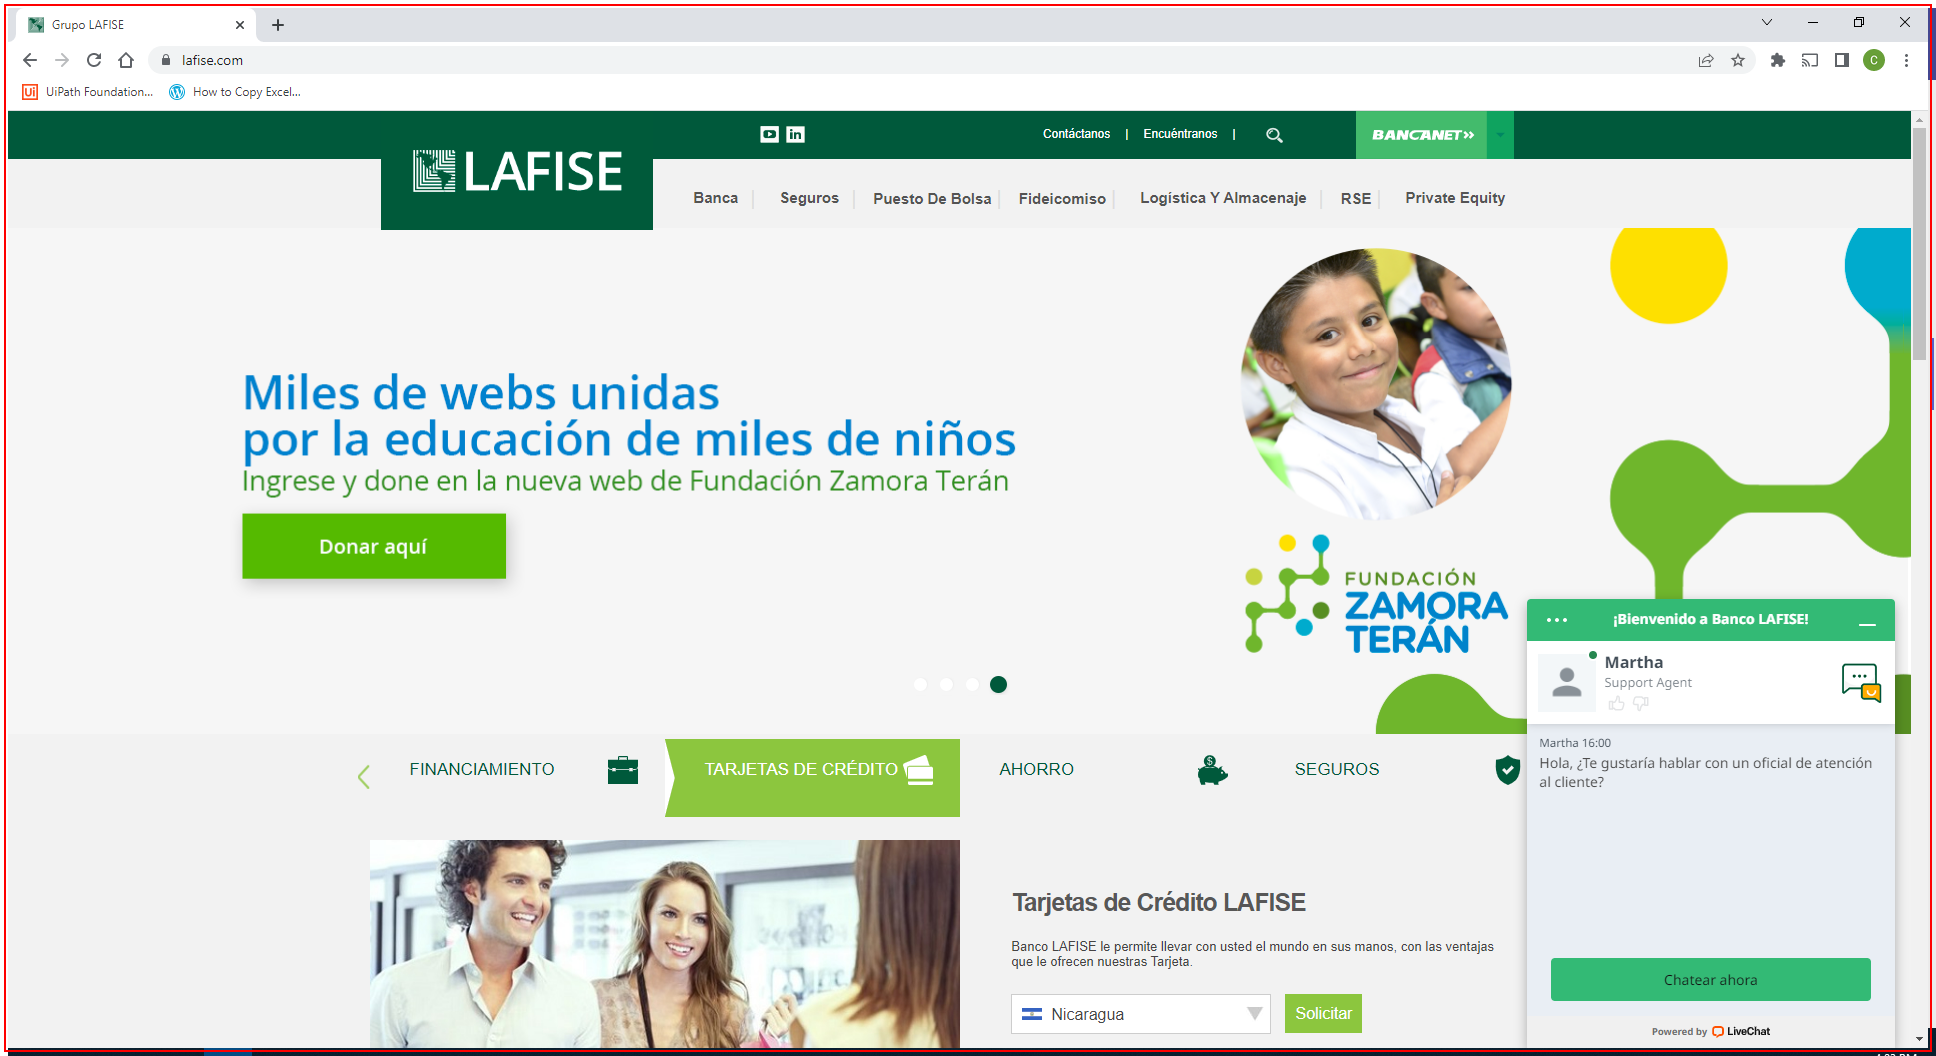 Grupo LAFISE
lafise.com
C
Ui UiPath Foundation...
How to Copy Excel...
in
Contáctanos | Encuéntranos |
BANCANET
LAFISE
Banca
Seguros
Puesto De Bolsa
Fideicomiso
Logística Y Almacenaje
RSE
Private Equity
Miles de webs unidas
por la educación de miles de niños
Ingrese y done en la nueva web de Fundación Zamora Terán
Donar aquí
FUNDACIÓN
ZAMORA
TERÁN
¡Bienvenido a Banco LAFISE!
Martha
Support Agent
Martha 16:00
Hola, ¿Te gustaría hablar con un oficial de atención
al cliente?
Chatear ahora
Powered by LiveChat
FINANCIAMIENTO
TARJETAS DE CRÉDITO
AHORRO
SEGUROS
Tarjetas de Crédito LAFISE
Banco LAFISE le permite llevar con usted el mundo en sus manos, con las ventajas
que le ofrecen nuestras Tarjeta.
Nicaragua
Solicitar